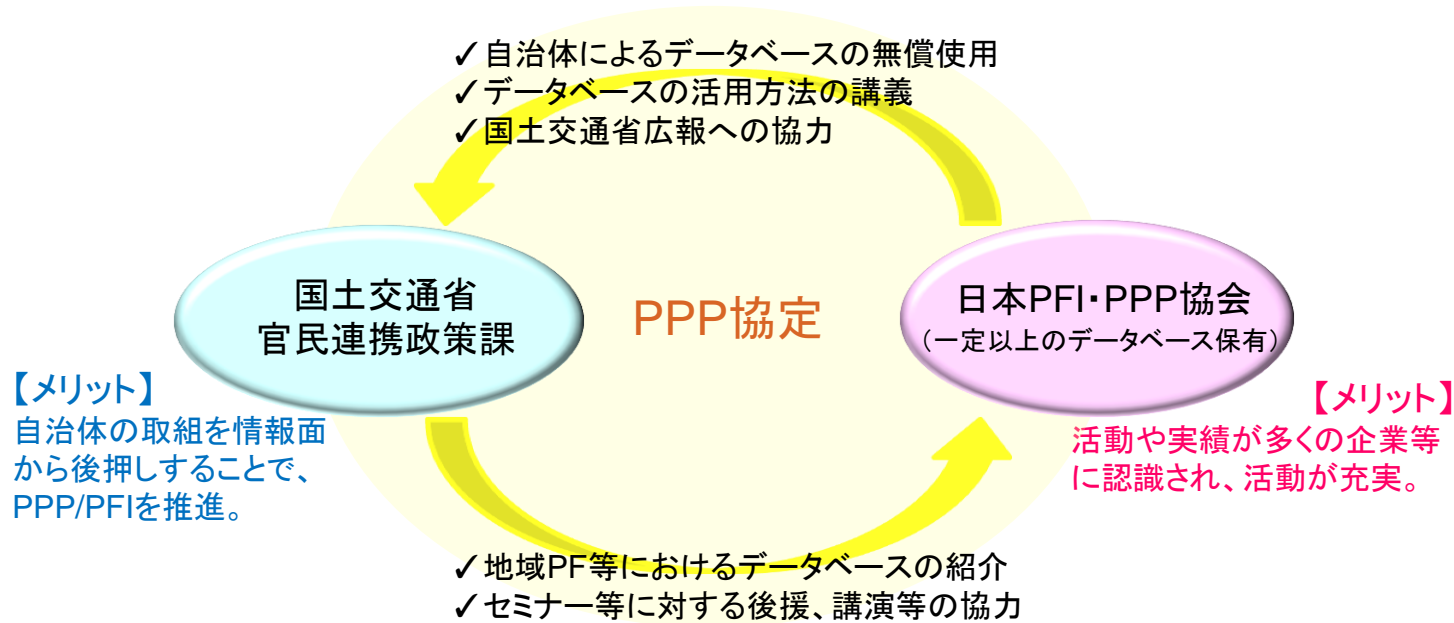 ✓自治体によるデータベースの無償使用
✓データベースの活用方法の講義
✓国土交通省広報への協力
国土交通省
官民連携政策課
PPP協定
日本PFI・PPP協会
(一定以上のデータベース保有)
【メリット】
自治体の取組を情報面
から後押しすることで、
PPP/PFIを推進。
【メリット】
活動や実績が多くの企業等
に認識され、活動が充実。
✓地域PF等におけるデータベースの紹介
✓セミナー等に対する後援、講演等の協力